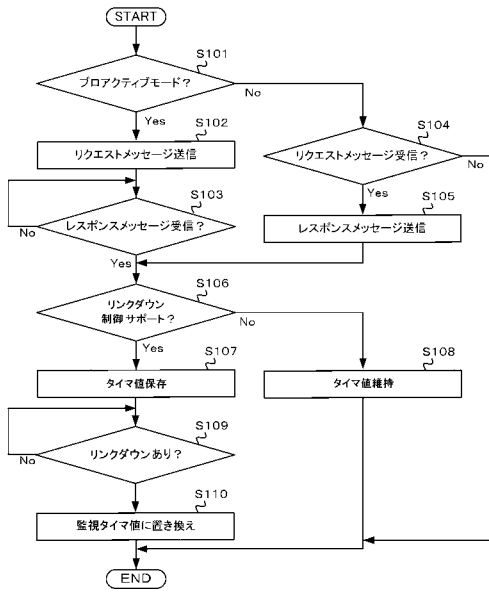 START
S101
プロアクティブモード？
No
Yes
S102
リクエストメッセージ送信
S104
リクエストメッセージ受信？
No
Yes
S103
レスポンスメッセージ受信？
No
Yes
S105
レスポンスメッセージ送信
S106
リンクダウン
制御サポート？
No
Yes
S107
タイマ値保存
S108
タイマ値維持
S109
リンクダウンあり？
No
S110
監視タイマ値に置き換え
END